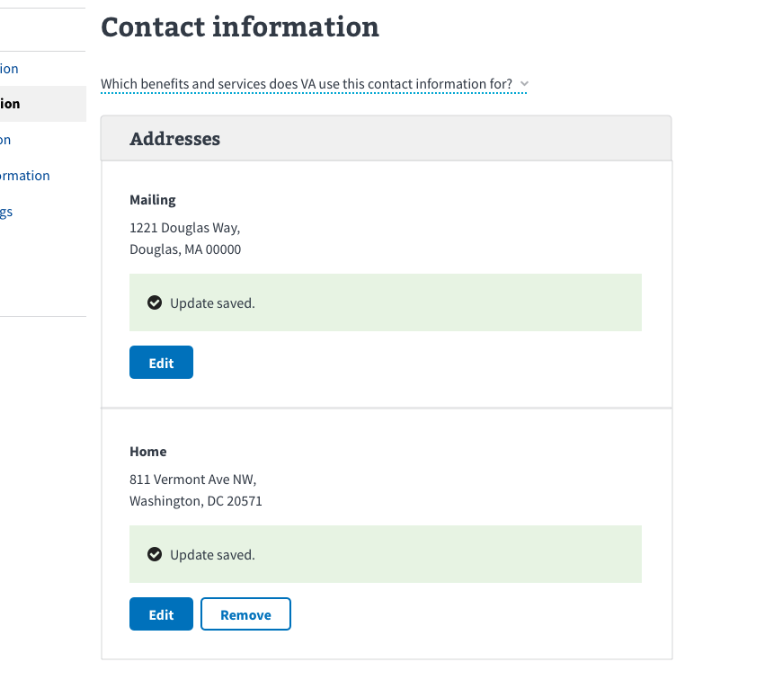 Contact information
ion
Which benefits and services does VA use this contact information for?
ion
Addresses
on
ormation
Mailing
gs
1221 Douglas Way,
Douglas, MA 00000
Update saved.
Edit
Home
811 Vermont Ave NW,
Washington, DC 20571
Update saved.
Edit
Remove